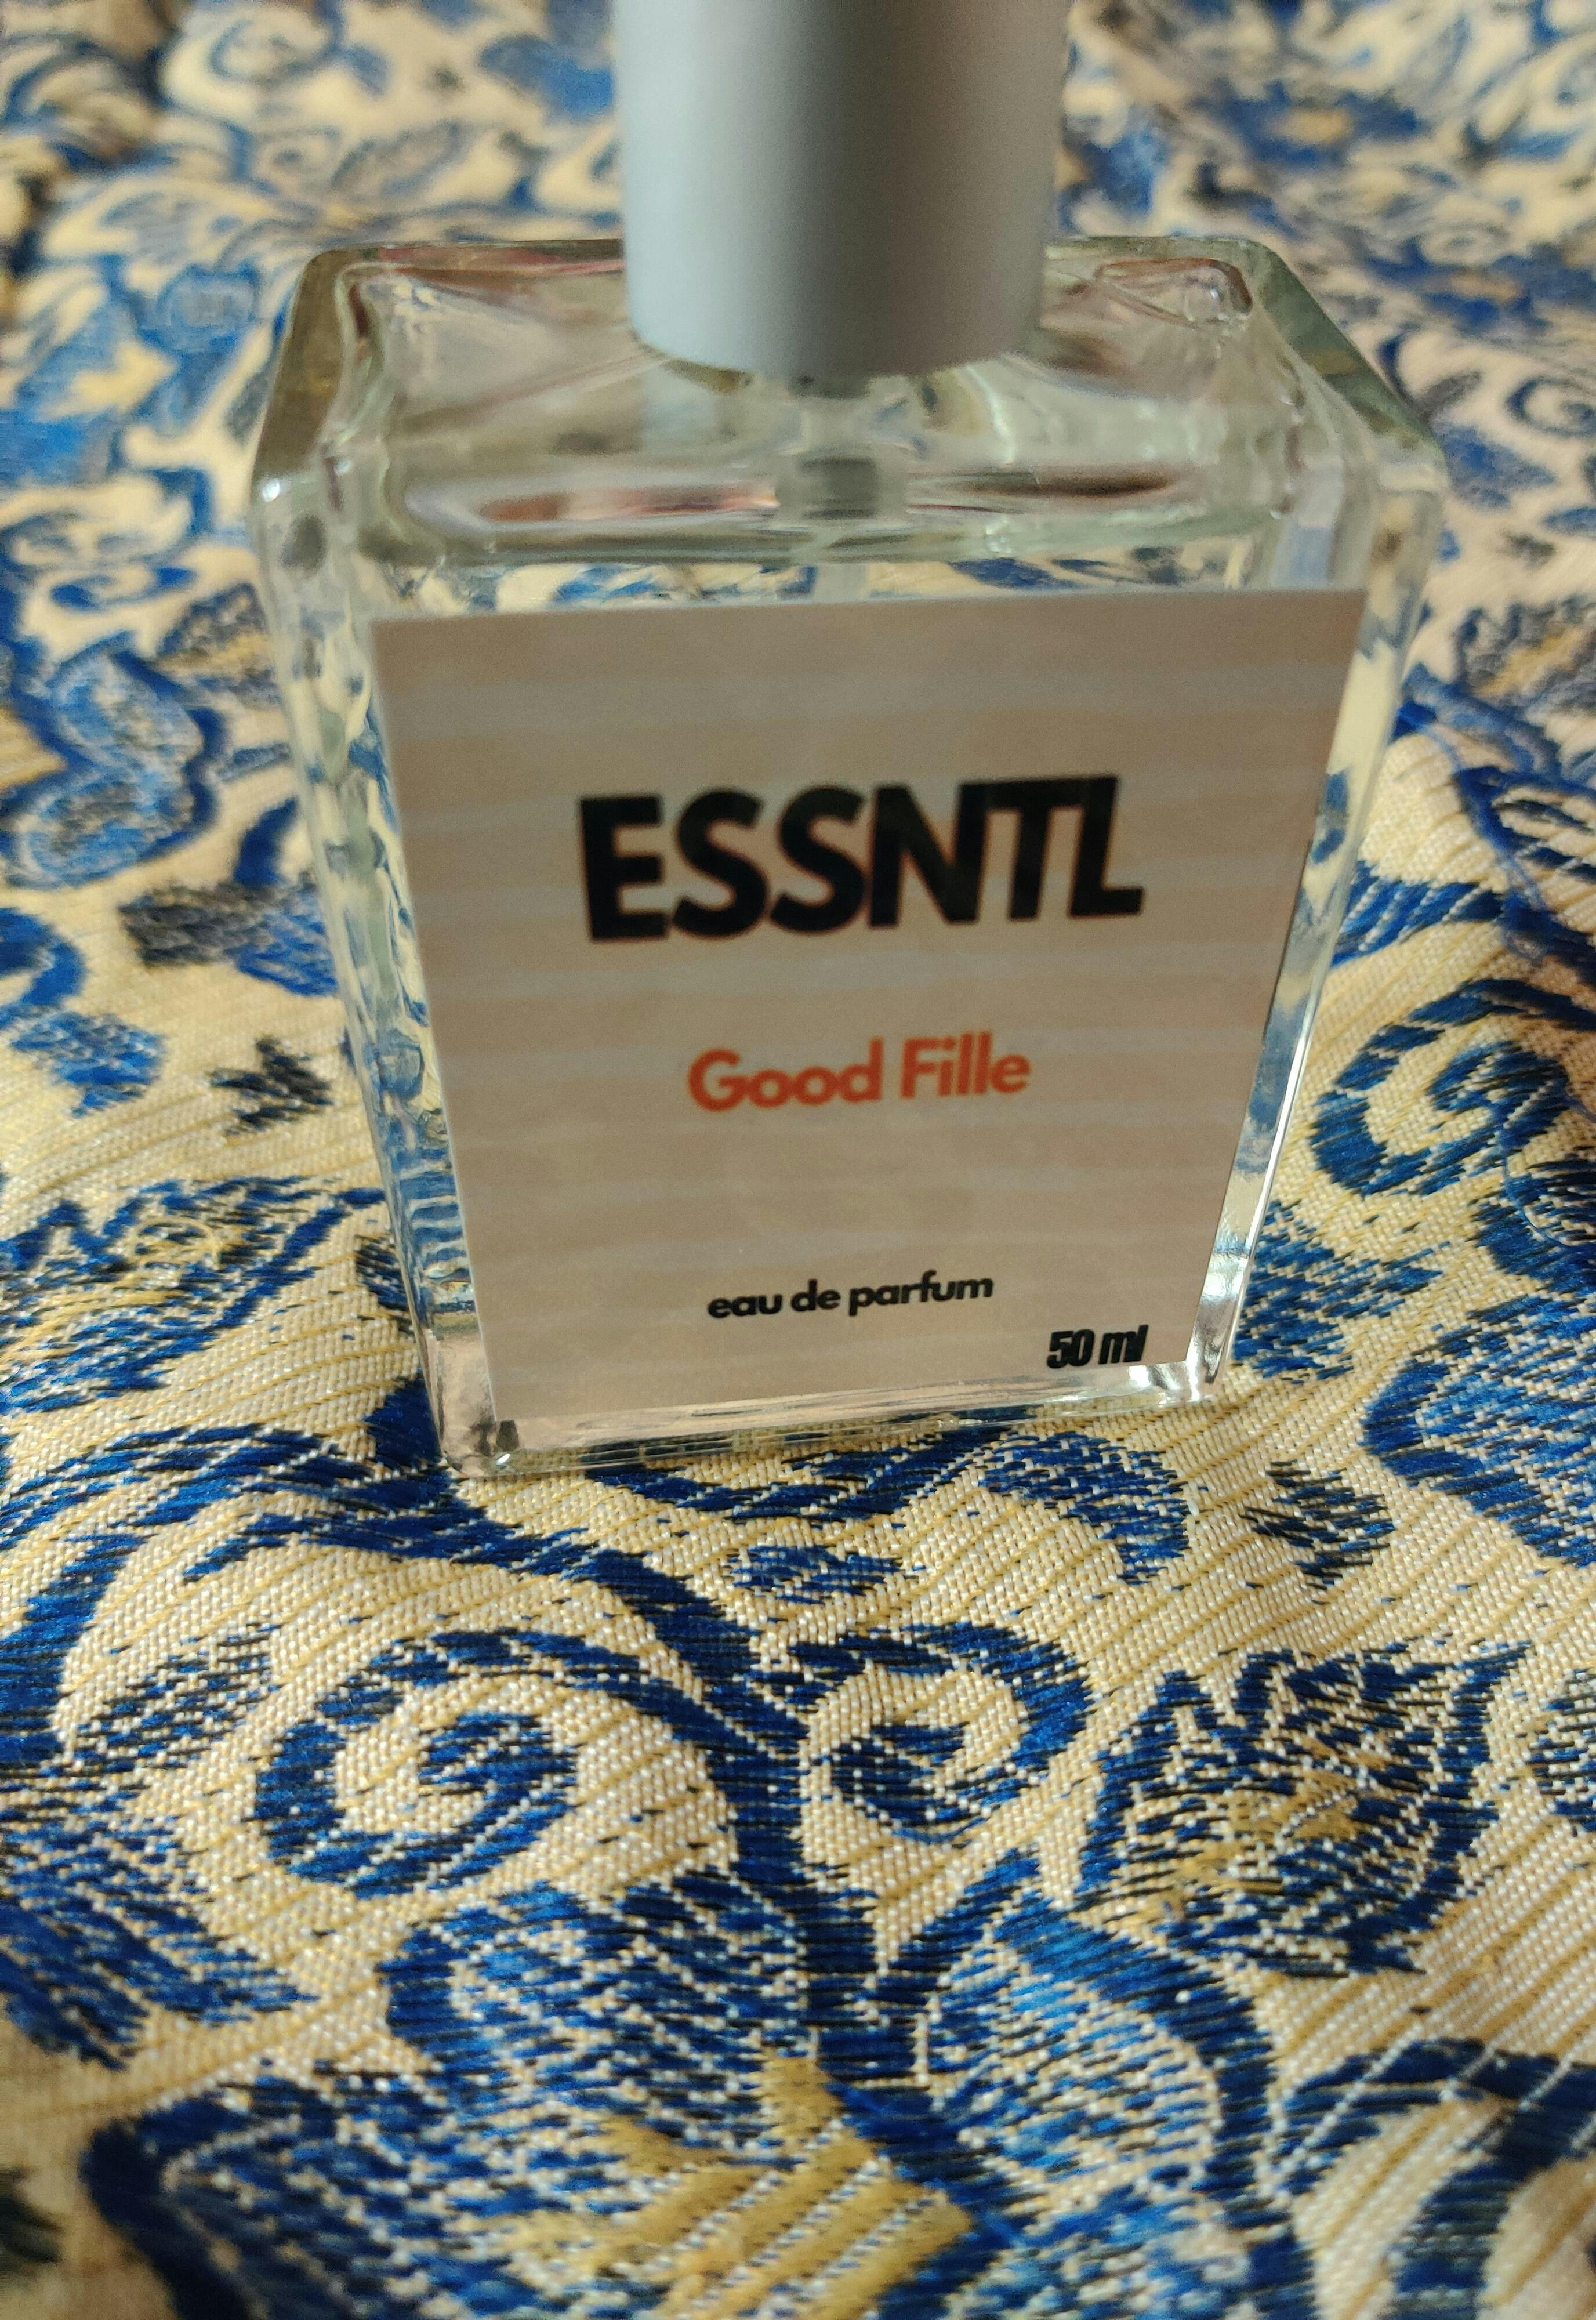 ESSNTL
Good Fille
eau de parfum
50 ml